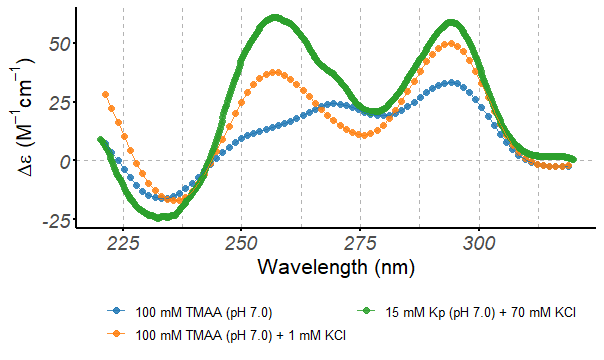 Δε (M⁻¹cm⁻¹)
50
25
0
-25
225
250
275
300
Wavelength (nm)
100 mM TMAA (pH 7.0)
15 mM Kp (pH 7.0) + 70 mM KCl
100 mM TMAA (pH 7.0) + 1 mM KCl